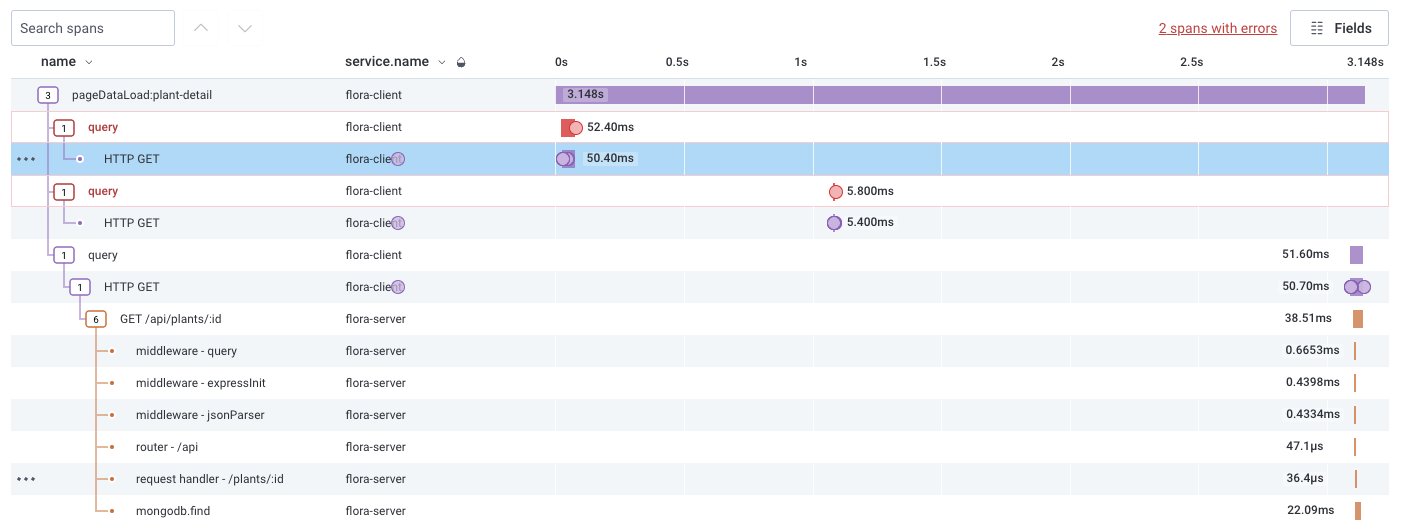 Search spans 2 spans with errors Fields
name service.name 0s 0.5s 1s 1.5s 2s 2.5s 3.148s
3 pageDataLoad:plant-detail flora-client 3.148s
1 query flora-client 52.40ms
HTTP GET flora-client 50.40ms
1 query flora-client 5.800ms
HTTP GET flora-client 5.400ms
1 query flora-client 51.60ms
1 HTTP GET flora-client 50.70ms
6 GET /api/plants/:id flora-server 38.51ms
middleware - query flora-server 0.6653ms
middleware - expressInit flora-server 0.4398ms
middleware - jsonParser flora-server 0.4334ms
router - /api flora-server 47.1µs
request handler - /plants/:id flora-server 36.4µs
mongodb.find flora-server 22.09ms